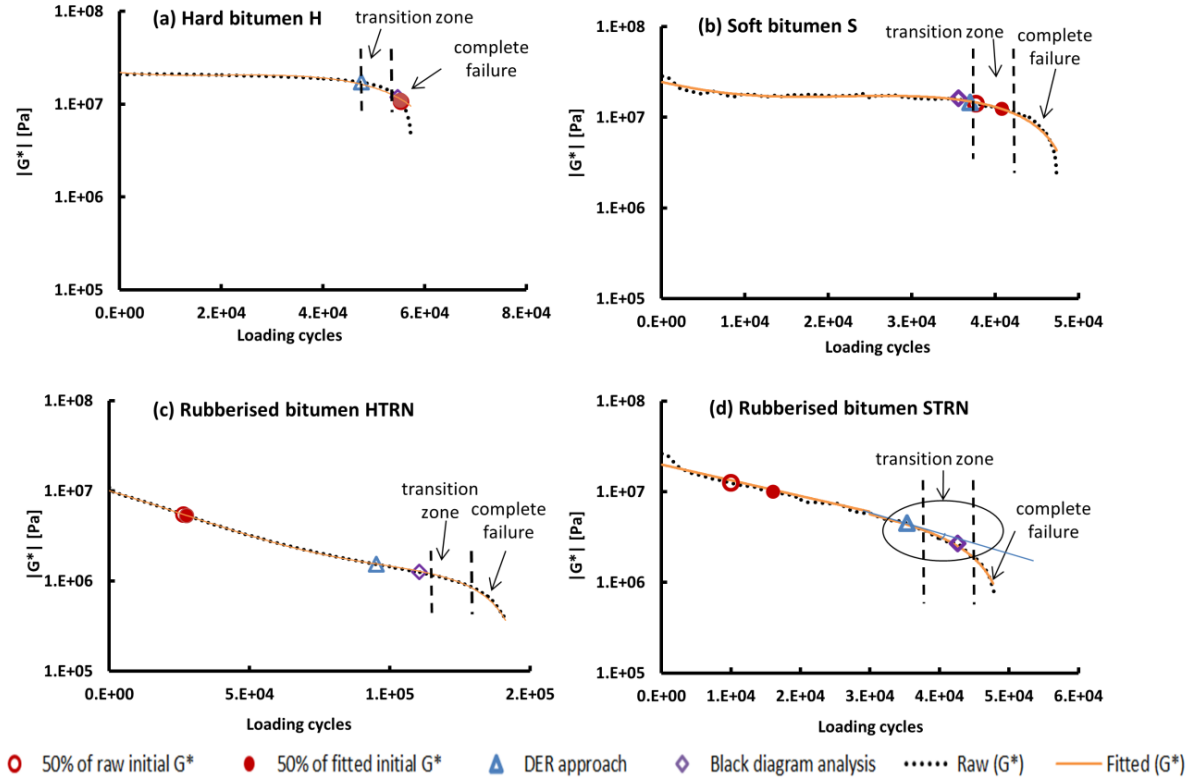 (a) Hard bitumen H
transition zone
complete
failure
1.E+08
1.E+07
1.E+06
1.E+05
|G*| [Pa]
0.E+00 2.E+04 4.E+04 6.E+04 8.E+04
Loading cycles
(b) Soft bitumen S
transition zone
complete
failure
1.E+08
1.E+07
1.E+06
1.E+05
|G*| [Pa]
0.E+00 1.E+04 2.E+04 3.E+04 4.E+04 5.E+04
Loading cycles
(c) Rubberised bitumen HTRN
transition
zone
complete
failure
1.E+08
1.E+07
1.E+06
1.E+05
|G*| [Pa]
0.E+00 5.E+04 1.E+05 2.E+05
Loading cycles
(d) Rubberised bitumen STRN
transition zone
complete
failure
1.E+08
1.E+07
1.E+06
1.E+05
|G*| [Pa]
0.E+00 1.E+04 2.E+04 3.E+04 4.E+04 5.E+04 6.E+04
Loading cycles
50% of raw initial G* 50% of fitted initial G* DER approach Black diagram analysis Raw (G*) Fitted (G*)